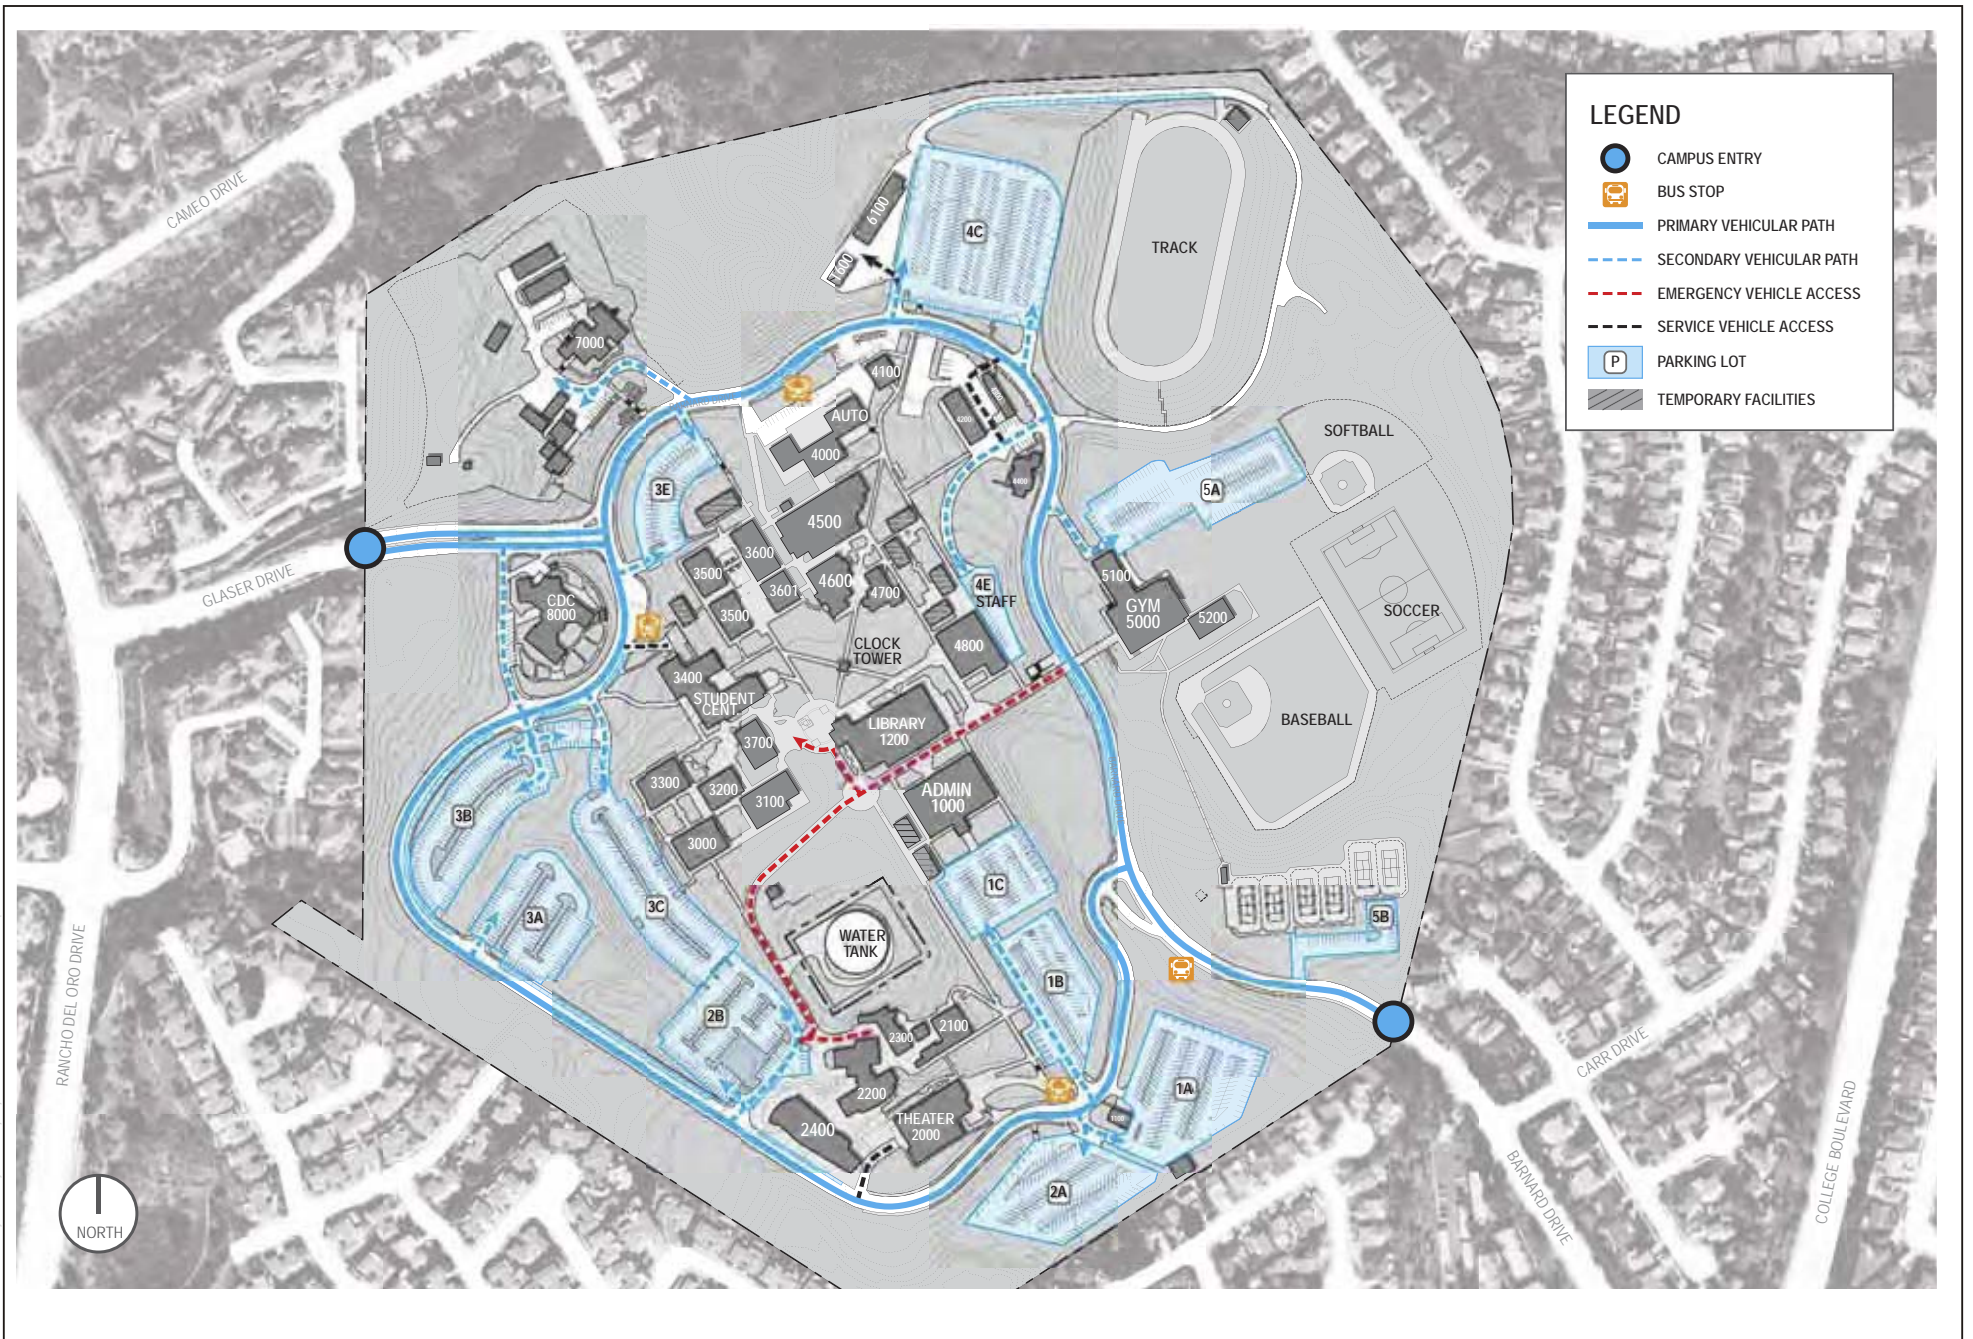 LEGEND
CAMPUS ENTRY
BUS STOP
PRIMARY VEHICULAR PATH
SECONDARY VEHICULAR PATH
EMERGENCY VEHICLE ACCESS
SERVICE VEHICLE ACCESS
P
PARKING LOT
TEMPORARY FACILITIES
CAMEO DRIVE
6100
4C
TRACK
1600
7000
4100
AUTO
4000
4200
4400
SOFTBALL
3E
5A
4500
3600
3500
3601
4600
4700
4E
STAFF
5100
GYM
5000
5200
SOCCER
GLASER DRIVE
CDC
8000
3500
CLOCK
TOWER
4800
3400
STUDENT
CENT.
LIBRARY
1200
BASEBALL
3700
3300
3200
3100
ADMIN
1000
3B
3000
1C
3C
3A
5B
WATER
TANK
RANCHO DEL ORO DRIVE
1B
2B
2300
2100
CARR DRIVE
2200
1A
THEATER
2000
2400
COLLEGE BOULEVARD
BARNARD DRIVE
2A
NORTH